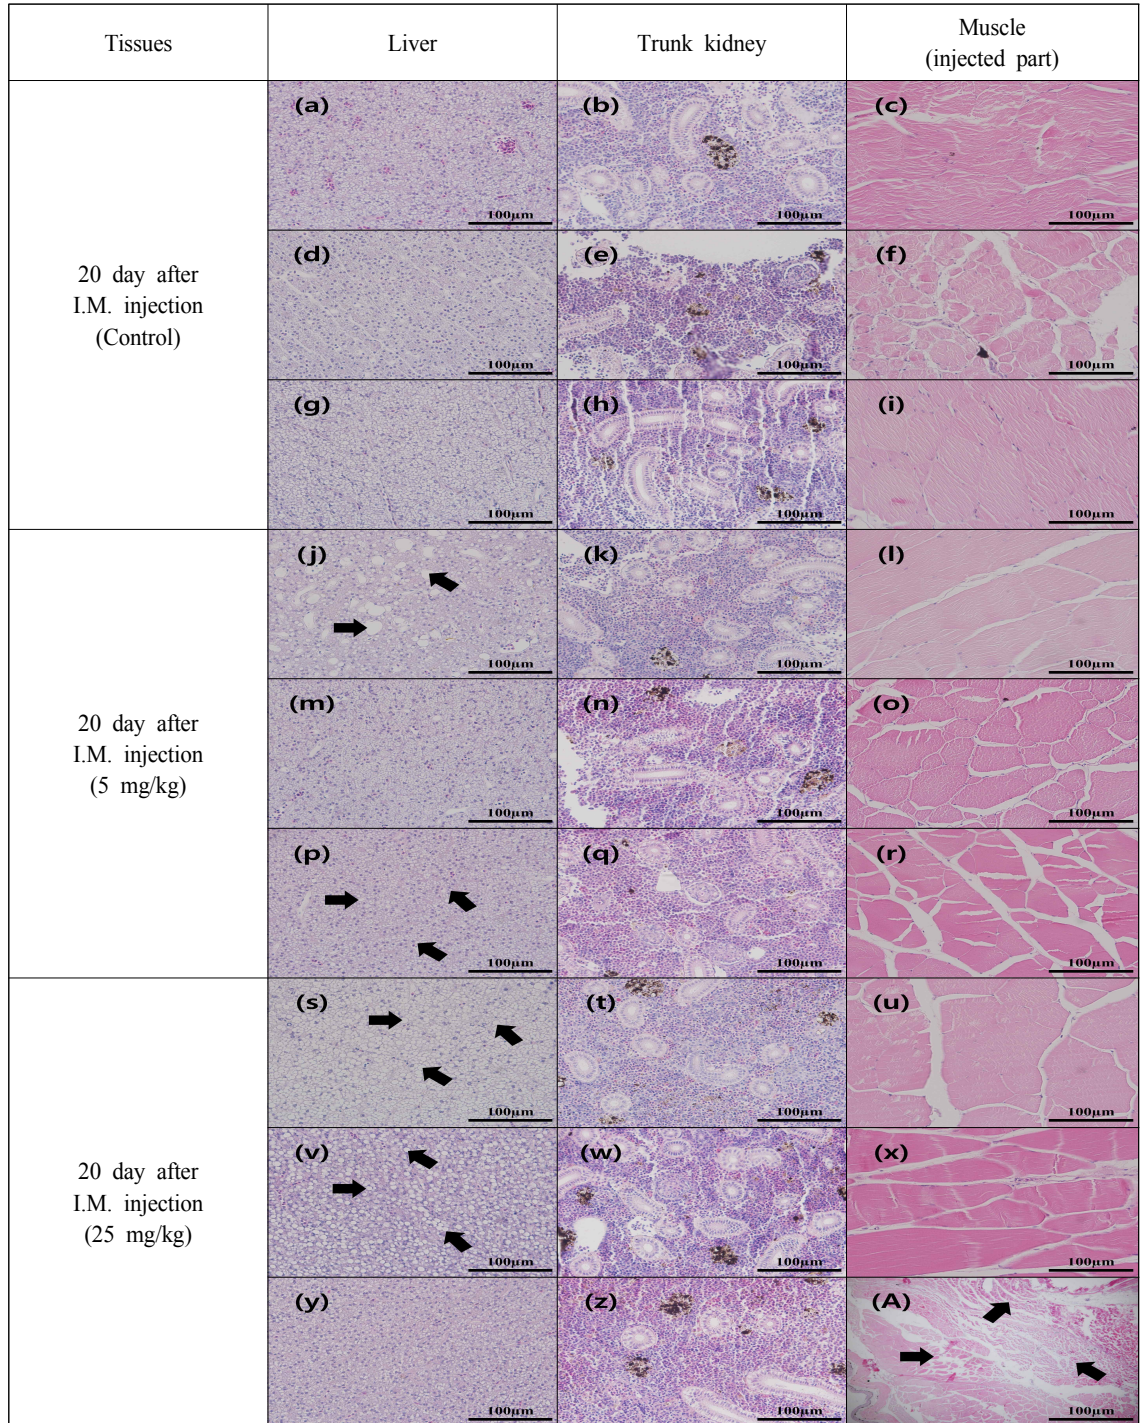 Tissues
Liver
Trunk kidney
Muscle
(injected part)
20 day after
I.M. injection
(Control)
(a)
100μm
(b)
100μm
(c)
100μm
(d)
100μm
(e)
100μm
(f)
100μm
(g)
100μm
(h)
100μm
(i)
100μm
20 day after
I.M. injection
(5 mg/kg)
(j)
100μm
(k)
100μm
(l)
100μm
(m)
100μm
(n)
100μm
(o)
100μm
(p)
100μm
(q)
100μm
(r)
100μm
20 day after
I.M. injection
(25 mg/kg)
(s)
100μm
(t)
100μm
(u)
100μm
(v)
100μm
(w)
100μm
(x)
100μm
(y)
100μm
(z)
100μm
(A)
100μm